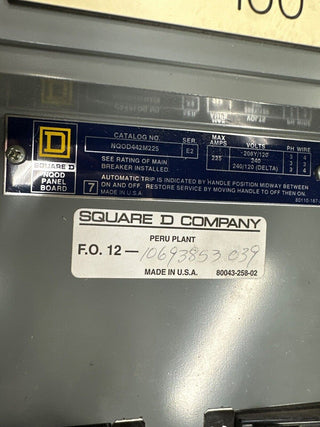 100
CATALOG NO. SER. MAX AMPS VOLTS PH WIRE
NQOD442M225 E2 225 208Y/120 3 4
240 3 3
240/120 (DELTA) 3 4
SEE RATING OF MAIN
BREAKER INSTALLED.
D
SQUARE D
NQOD
PANEL
BOARD
7 AUTOMATIC TRIP IS INDICATED BY HANDLE POSITION MIDWAY BETWEEN
ON AND OFF. RESTORE SERVICE BY MOVING HANDLE TO OFF THEN ON.
80110-167-
SQUARE D COMPANY
PERU PLANT
F.O. 12 — 10693853 039
MADE IN U.S.A. 80043-258-02